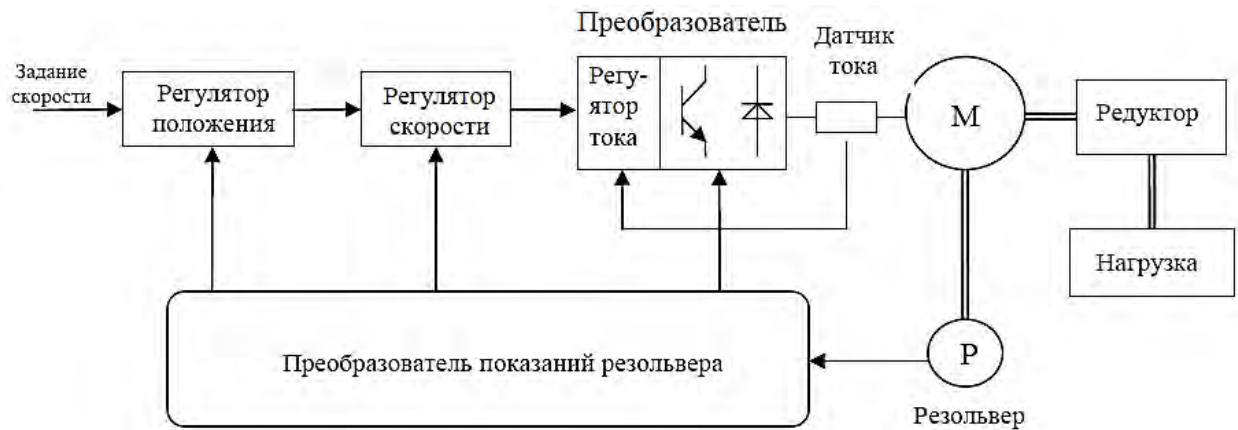 Преобразователь
Задание
скорости
Регулятор
положения
Регулятор
скорости
Регу-
лятор
тока
Датчик
тока
М
Редуктор
Нагрузка
Преобразователь показаний резольвера
Р
Резольвер